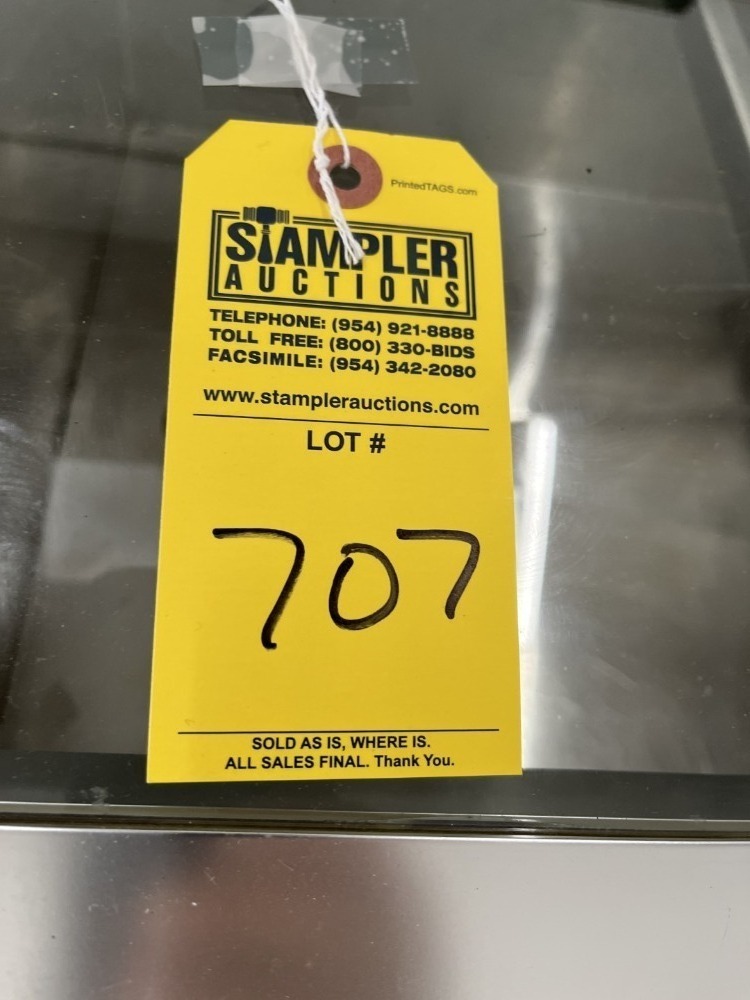 PrintedTAGS.com
STAMPLER
AUCTIONS
TELEPHONE: (954) 921-8888
TOLL FREE: (800) 330-BIDS
FACSIMILE: (954) 342-2080
www.stamplerauctions.com
LOT #
707
SOLD AS IS, WHERE IS.
ALL SALES FINAL. Thank You.